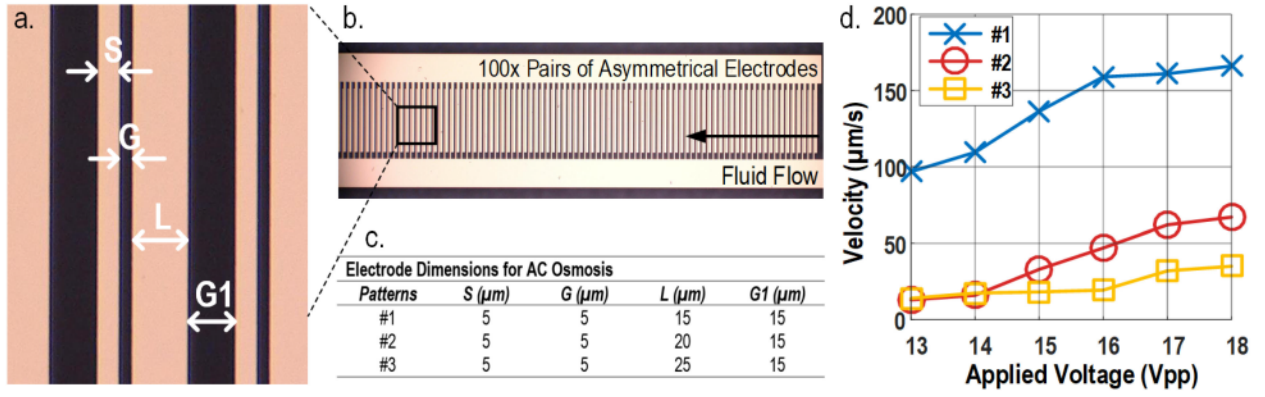 a.
S
G
L
G1
b.
100x Pairs of Asymmetrical Electrodes
Fluid Flow
c.
Electrode Dimensions for AC Osmosis
Patterns S (µm) G (µm) L (µm) G1 (µm)
#1 5 5 15 15
#2 5 5 20 15
#3 5 5 25 15
d.
#1
#2
#3
Velocity (µm/s)
200
150
100
50
0
13 14 15 16 17 18
Applied Voltage (Vpp)